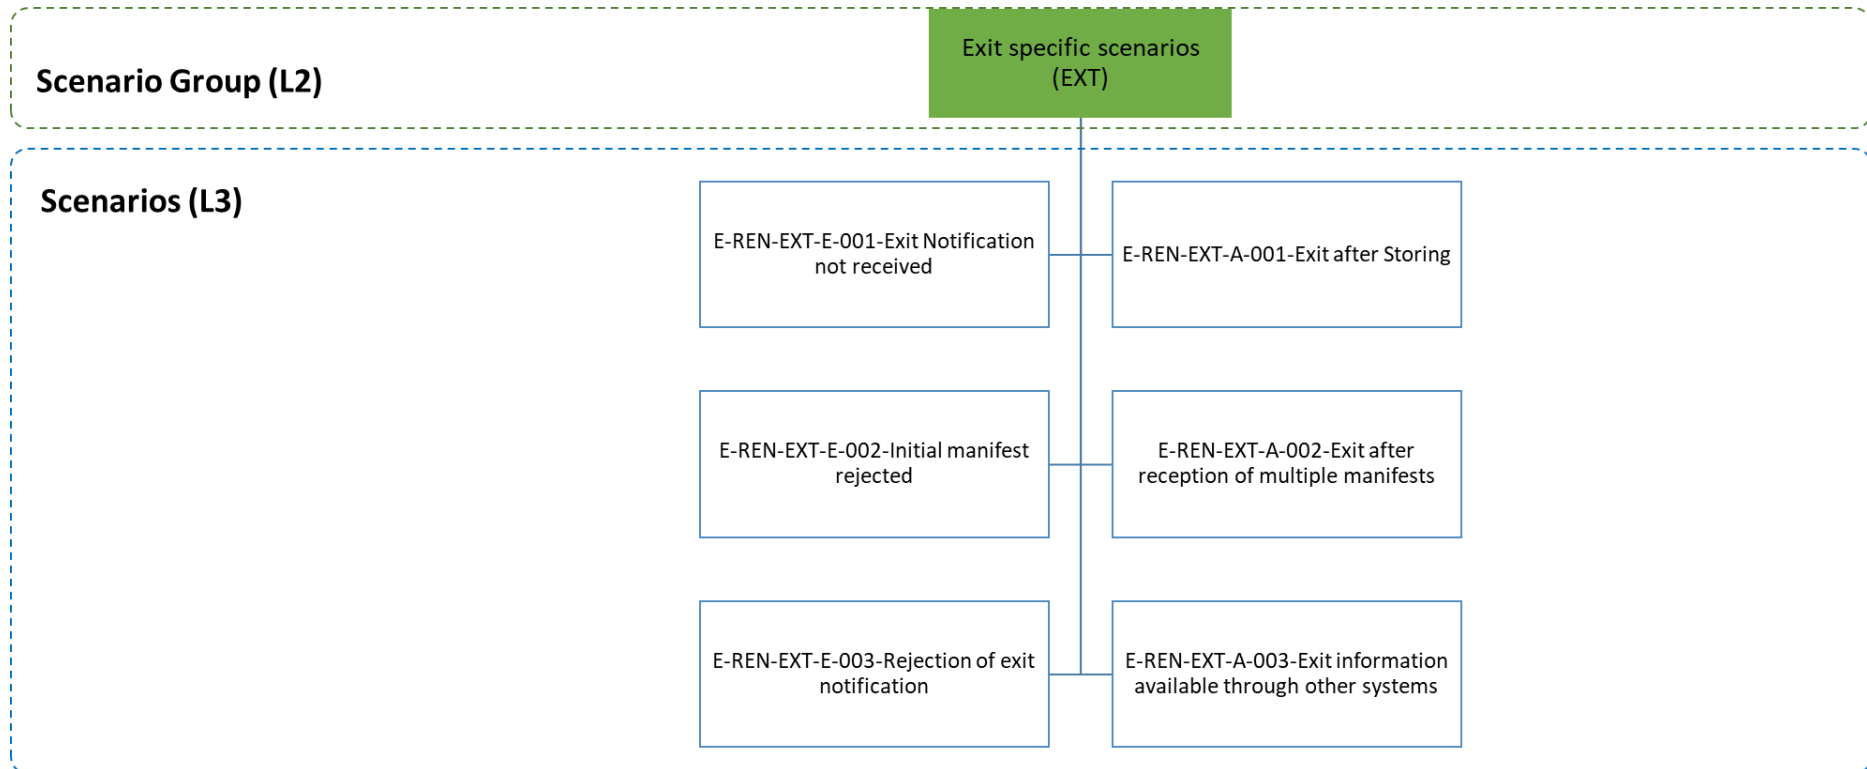 Exit specific scenarios
(EXT)
Scenario Group (L2)
Scenarios (L3)
E-REN-EXT-E-001-Exit Notification
not received
E-REN-EXT-A-001-Exit after Storing
E-REN-EXT-E-002-Initial manifest
rejected
E-REN-EXT-A-002-Exit after
reception of multiple manifests
E-REN-EXT-E-003-Rejection of exit
notification
E-REN-EXT-A-003-Exit information
available through other systems